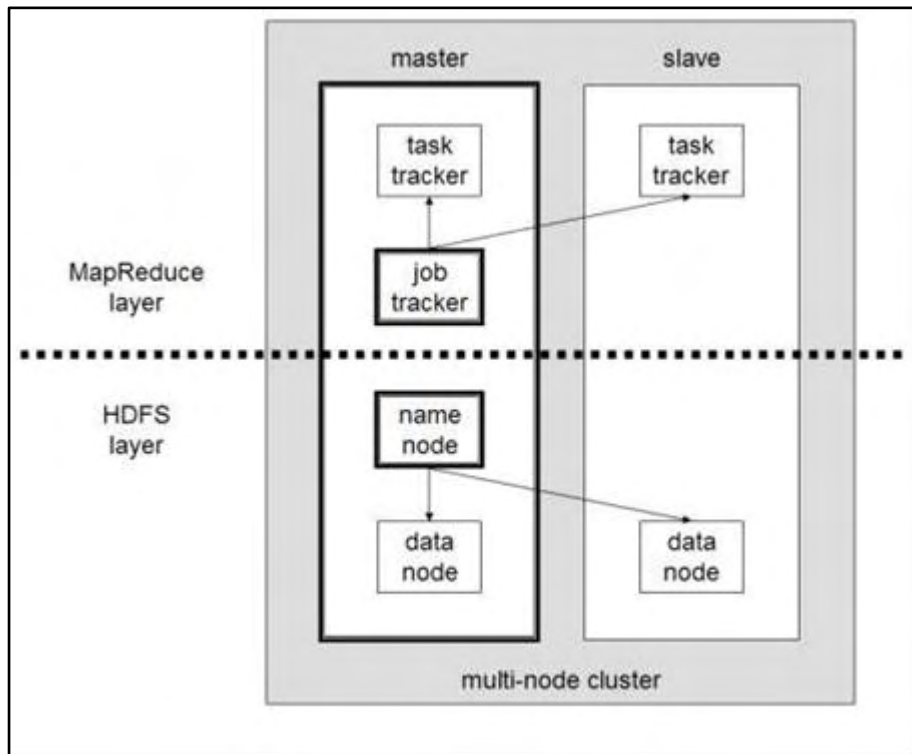 master
slave
task
tracker
task
tracker
MapReduce
layer
job
tracker
HDFS
layer
name
node
data
node
data
node
multi-node cluster